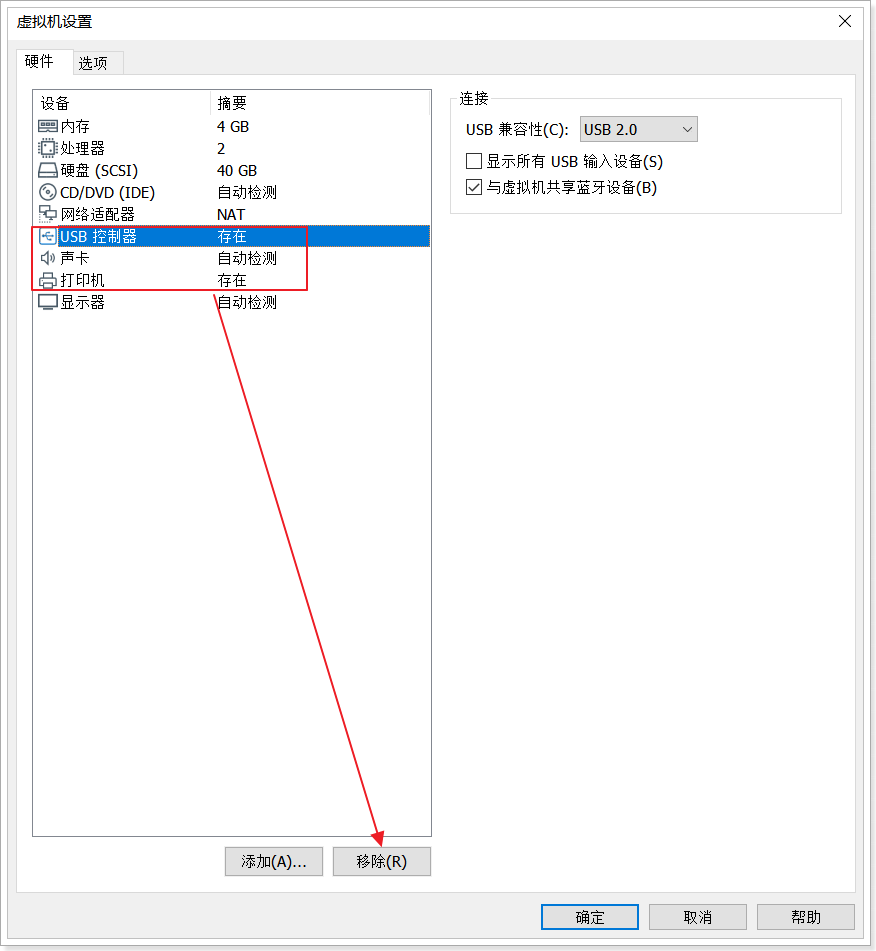 虚拟机设置
硬件 选项
设备 摘要
内存 4 GB
处理器 2
硬盘 (SCSI) 40 GB
CD/DVD (IDE) 自动检测
网络适配器 NAT
USB 控制器 存在
声卡 自动检测
打印机 存在
显示器 自动检测
连接
USB 兼容性(C): USB 2.0
显示所有 USB 输入设备(S)
与虚拟机共享蓝牙设备(B)
添加(A)... 移除(R)
确定 取消 帮助